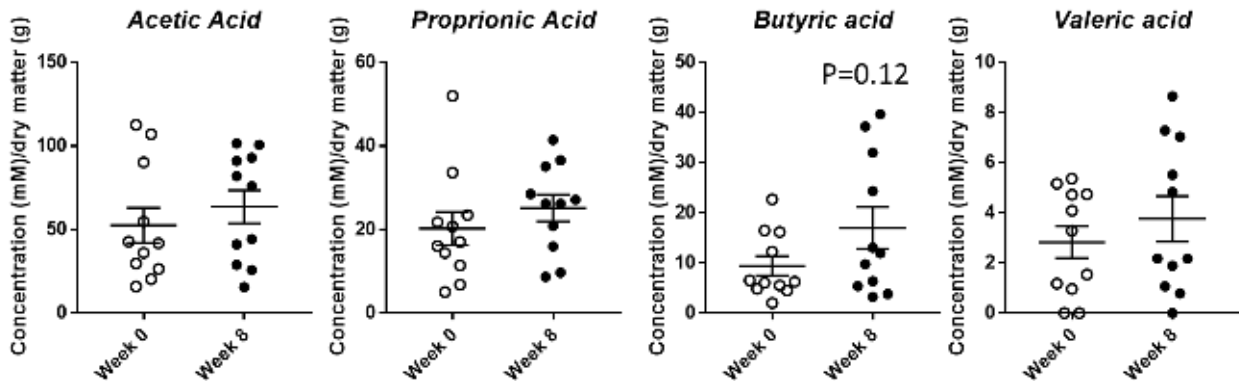 Acetic Acid
Concentration (mM)/dry matter (g)
150
100
50
0
Week 0
Week 8
Proprionic Acid
Concentration (mM)/dry matter (g)
60
40
20
0
Week 0
Week 8
Butyric acid
Concentration (mM)/dry matter (g)
50
40
30
20
10
0
P=0.12
Week 0
Week 8
Valeric acid
Concentration (mM)/dry matter (g)
10
8
6
4
2
0
Week 0
Week 8